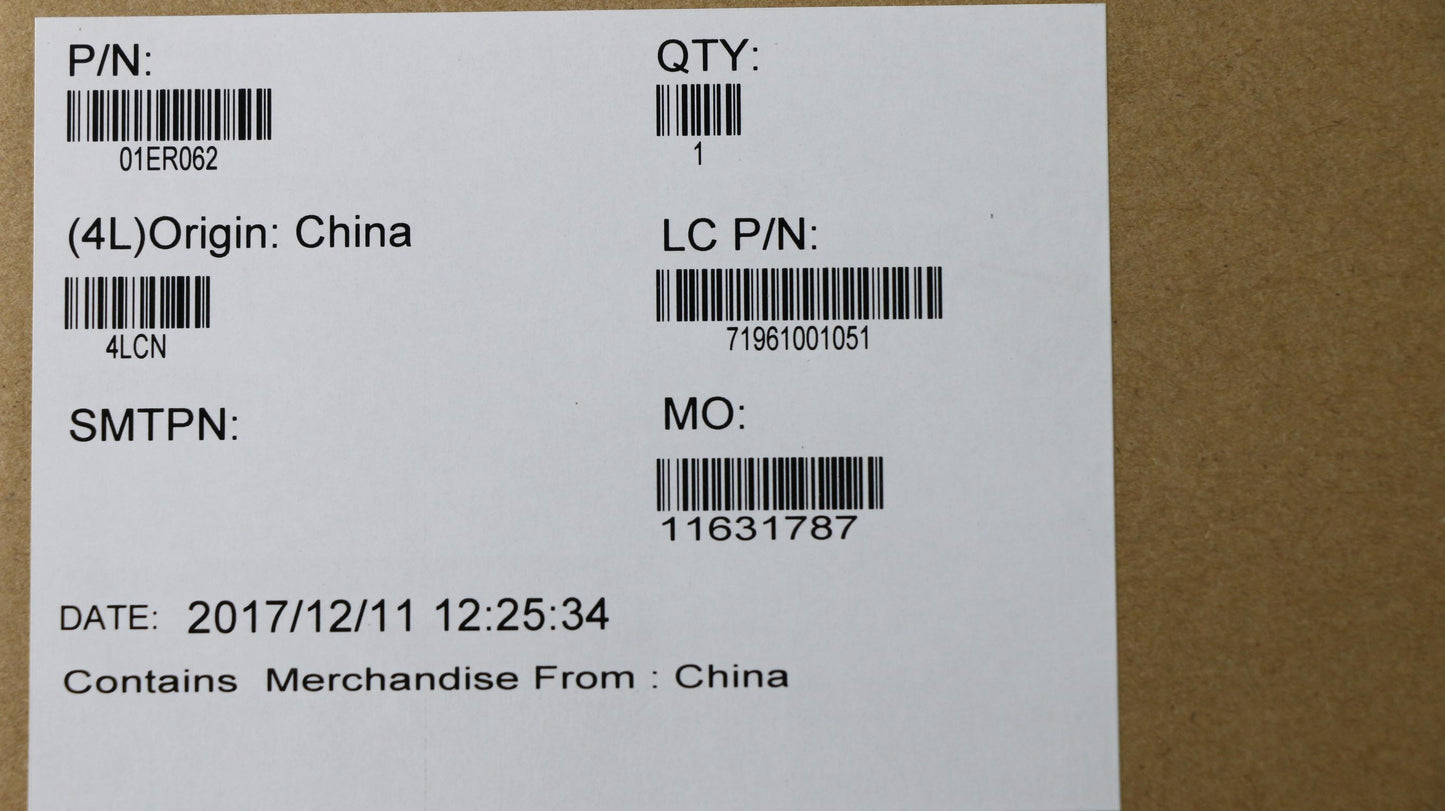 P/N:
01ER062
QTY:
1
(4L)Origin: China
4LCN
LC P/N:
71961001051
SMTPN:
MO:
11631787
DATE: 2017/12/11 12:25:34
Contains Merchandise From : China